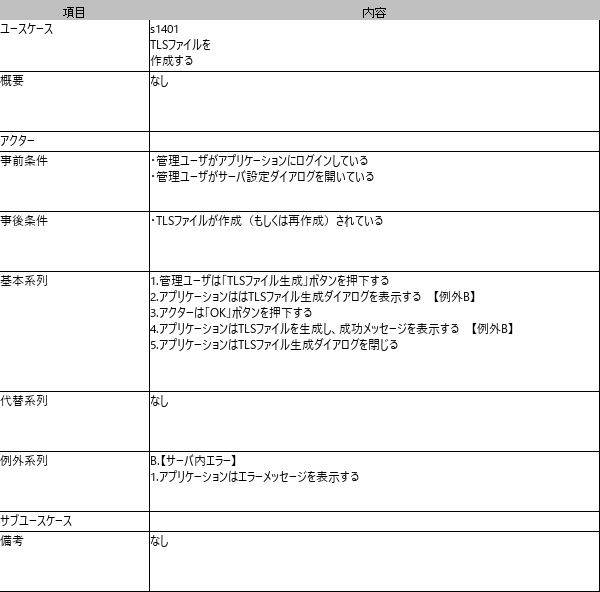 項目 内容
ユースケース s1401
TLSファイルを
作成する
概要 なし
アクター
事前条件 ・管理ユーザがアプリケーションにログインしている
・管理ユーザがサーバ設定ダイアログを開いている
事後条件 ・TLSファイルが作成（もしくは再作成）されている
基本系列 1.管理ユーザは「TLSファイル生成」ボタンを押下する
2.アプリケーションははTLSファイル生成ダイアログを表示する　【例外B】
3.アクターは「OK」ボタンを押下する
4.アプリケーションはTLSファイルを生成し、成功メッセージを表示する　【例外B】
5.アプリケーションはTLSファイル生成ダイアログを閉じる
代替系列 なし
例外系列 B.【サーバ内エラー】
1.アプリケーションはエラーメッセージを表示する
サブユースケース
備考 なし